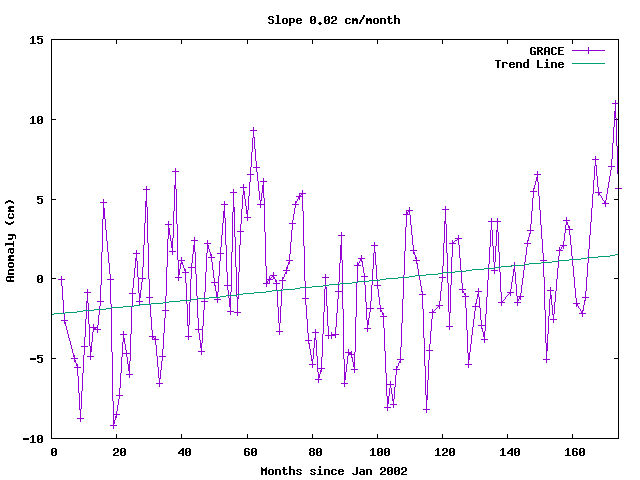 Slope 0.02 cm/month
GRACE
Trend Line
15
10
5
0
-5
-10
Anomaly (cm)
0 20 40 60 80 100 120 140 160
Months since Jan 2002